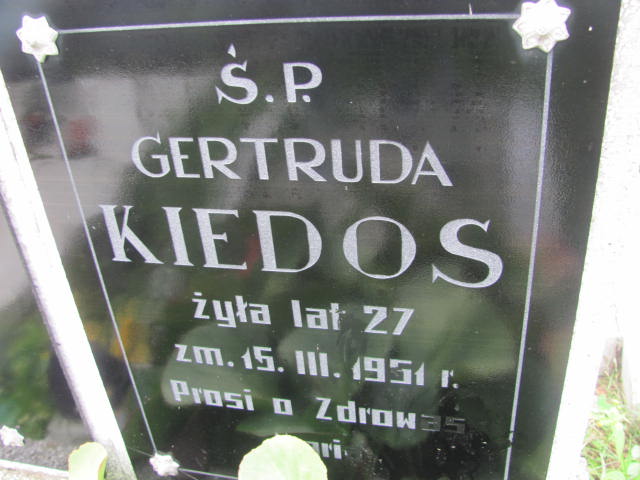 Ś.P.
GERTRUDA
KIEDOS
żyła lat 27
zm. 15. III. 1951 r.
Prosi o Zdrowaś